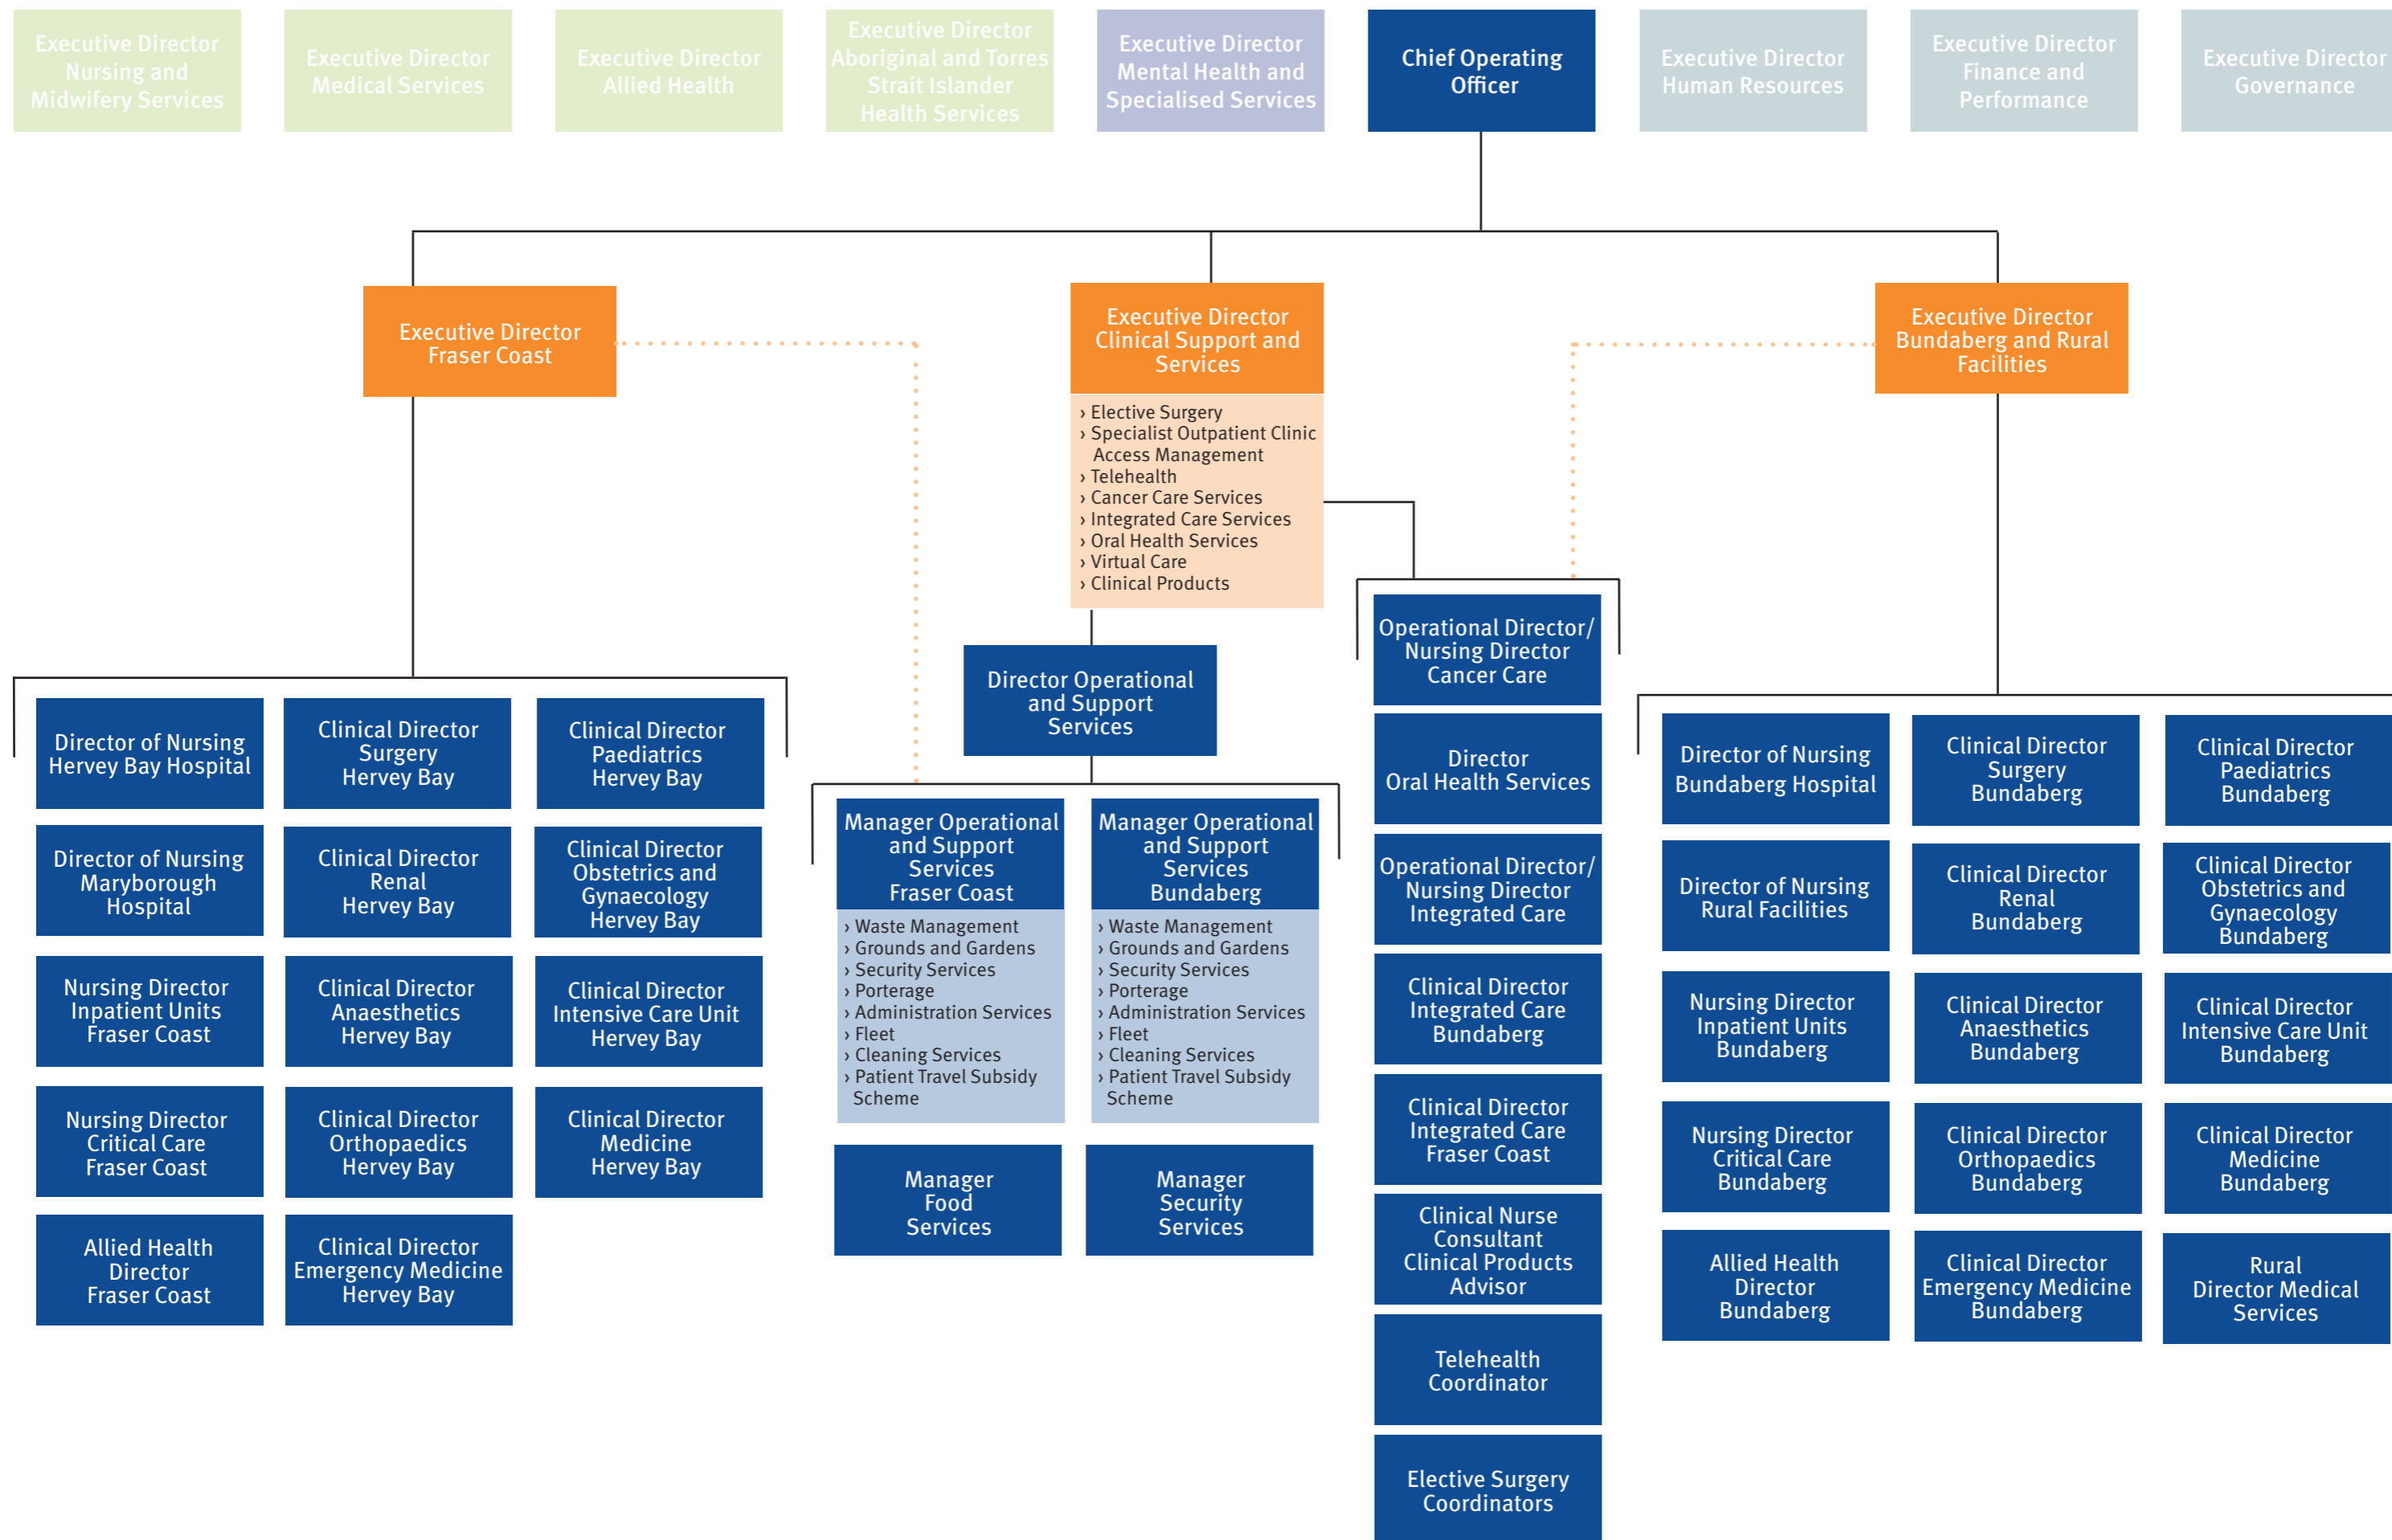 Executive Director
Nursing and
Midwifery Services
Executive Director
Medical Services
Executive Director
Allied Health
Executive Director
Aboriginal and Torres
Strait Islander
Health Services
Executive Director
Mental Health and
Specialised Services
Chief Operating
Officer
Executive Director
Human Resources
Executive Director
Finance and
Performance
Executive Director
Governance
Executive Director
Fraser Coast
Executive Director
Clinical Support and
Services
› Elective Surgery
› Specialist Outpatient Clinic
Access Management
› Telehealth
› Cancer Care Services
› Integrated Care Services
› Oral Health Services
› Virtual Care
› Clinical Products
Executive Director
Bundaberg and Rural
Facilities
Director of Nursing
Hervey Bay Hospital
Clinical Director
Surgery
Hervey Bay
Clinical Director
Paediatrics
Hervey Bay
Director of Nursing
Maryborough
Hospital
Clinical Director
Renal
Hervey Bay
Clinical Director
Obstetrics and
Gynaecology
Hervey Bay
Nursing Director
Inpatient Units
Fraser Coast
Clinical Director
Anaesthetics
Hervey Bay
Clinical Director
Intensive Care Unit
Hervey Bay
Nursing Director
Critical Care
Fraser Coast
Clinical Director
Orthopaedics
Hervey Bay
Clinical Director
Medicine
Hervey Bay
Allied Health
Director
Fraser Coast
Clinical Director
Emergency Medicine
Hervey Bay
Director Operational
and Support
Services
Manager Operational
and Support
Services
Fraser Coast
› Waste Management
› Grounds and Gardens
› Security Services
› Porterage
› Administration Services
› Fleet
› Cleaning Services
› Patient Travel Subsidy
Scheme
Manager Operational
and Support
Services
Bundaberg
› Waste Management
› Grounds and Gardens
› Security Services
› Porterage
› Administration Services
› Fleet
› Cleaning Services
› Patient Travel Subsidy
Scheme
Manager
Food
Services
Manager
Security
Services
Operational Director/
Nursing Director
Cancer Care
Director
Oral Health Services
Operational Director/
Nursing Director
Integrated Care
Clinical Director
Integrated Care
Bundaberg
Clinical Director
Integrated Care
Fraser Coast
Clinical Nurse
Consultant
Clinical Products
Advisor
Telehealth
Coordinator
Elective Surgery
Coordinators
Director of Nursing
Bundaberg Hospital
Clinical Director
Surgery
Bundaberg
Clinical Director
Paediatrics
Bundaberg
Director of Nursing
Rural Facilities
Clinical Director
Renal
Bundaberg
Clinical Director
Obstetrics and
Gynaecology
Bundaberg
Nursing Director
Inpatient Units
Bundaberg
Clinical Director
Anaesthetics
Bundaberg
Clinical Director
Intensive Care Unit
Bundaberg
Nursing Director
Critical Care
Bundaberg
Clinical Director
Orthopaedics
Bundaberg
Clinical Director
Medicine
Bundaberg
Allied Health
Director
Bundaberg
Clinical Director
Emergency Medicine
Bundaberg
Rural
Director Medical
Services